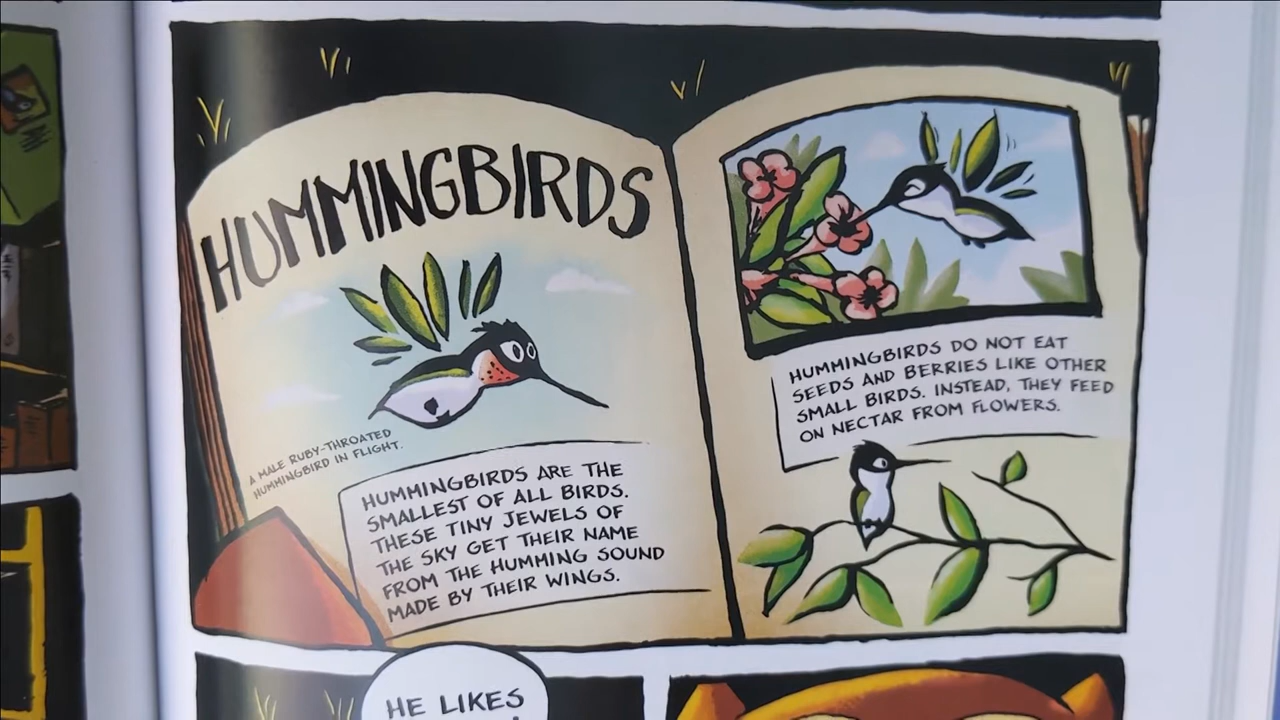 HUMMINGBIRDS
A MALE RUBY-THROATED
HUMMINGBIRD IN FLIGHT.
HUMMINGBIRDS ARE THE
SMALLEST OF ALL BIRDS.
THESE TINY JEWELS OF
THE SKY GET THEIR NAME
FROM THE HUMMING SOUND
MADE BY THEIR WINGS.
HUMMINGBIRDS DO NOT EAT
SEEDS AND BERRIES LIKE OTHER
SMALL BIRDS. INSTEAD, THEY FEED
ON NECTAR FROM FLOWERS.
HE LIKES